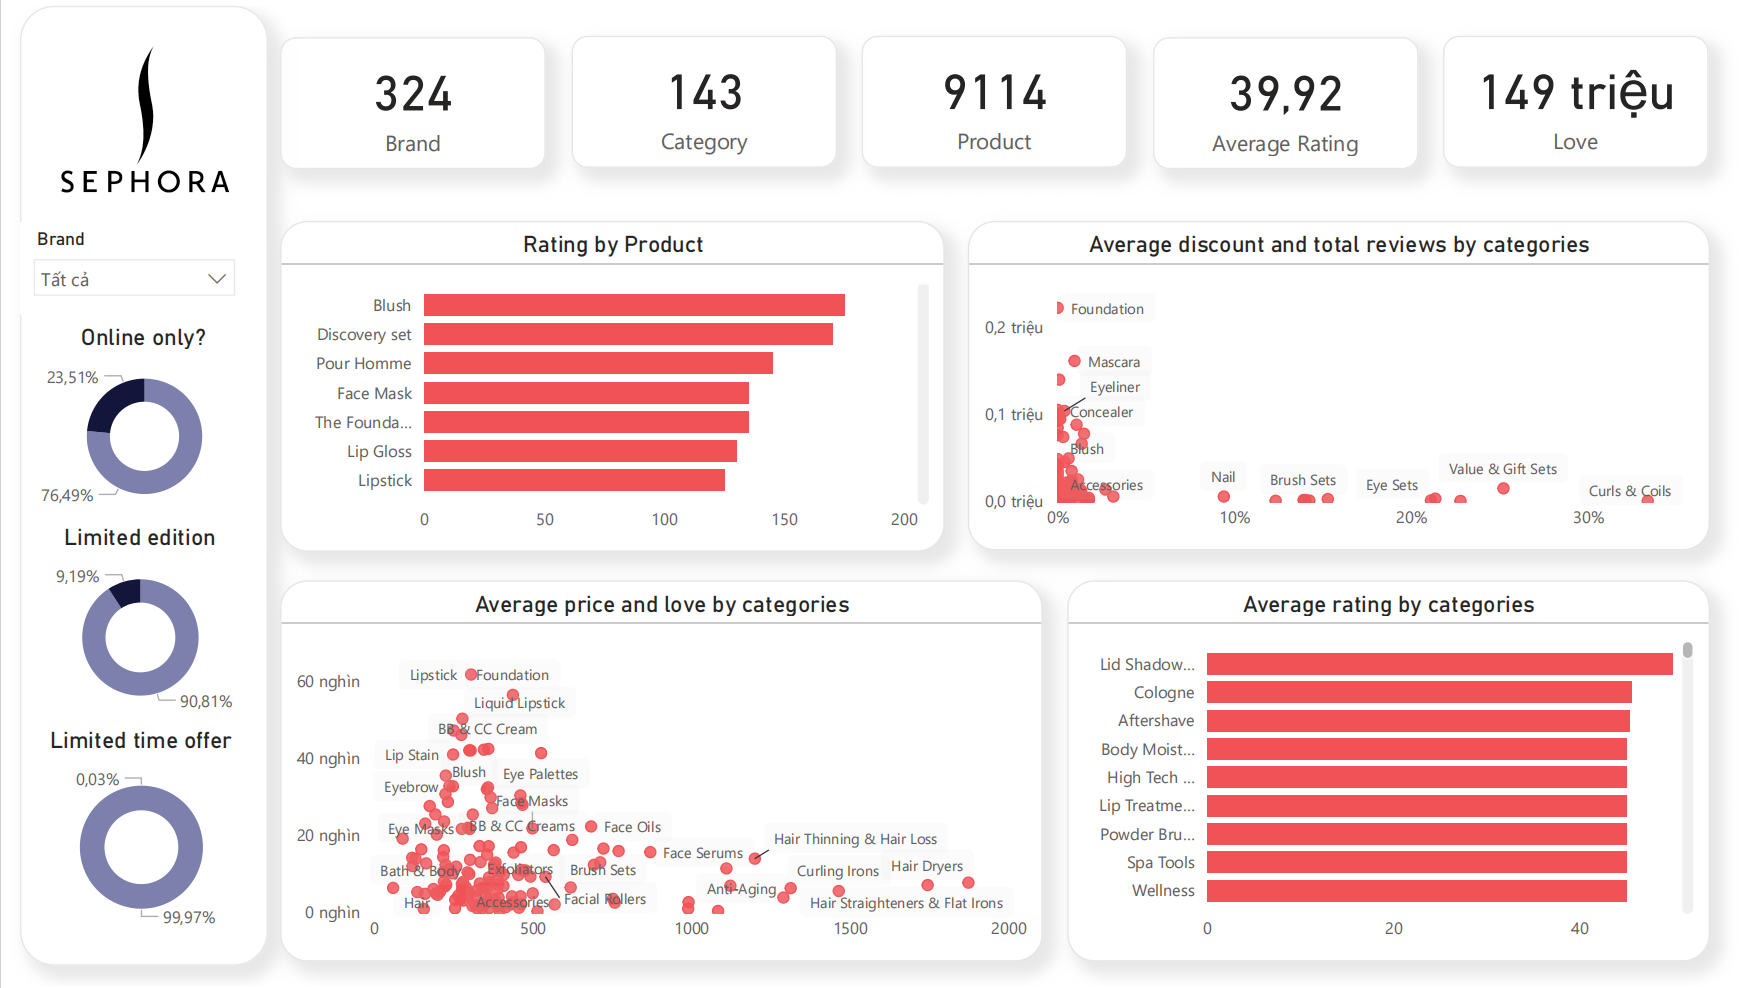 SEPHORA
Brand
Tất cả
Online only?
23,51%
76,49%
Limited edition
9,19%
90,81%
Limited time offer
0,03%
99,97%
324
Brand
143
Category
9114
Product
39,92
Average Rating
149 triệu
Love
Rating by Product
Blush
Discovery set
Pour Homme
Face Mask
The Founda...
Lip Gloss
Lipstick
0 50 100 150 200
Average discount and total reviews by categories
0,2 triệu
0,1 triệu
0,0 triệu
Foundation
Mascara
Eyeliner
Concealer
Blush
Accessories
Nail
Brush Sets
Eye Sets
Value & Gift Sets
Curls & Coils
0% 10% 20% 30%
Average price and love by categories
60 nghìn
40 nghìn
20 nghìn
0 nghìn
Lipstick
Foundation
Liquid Lipstick
BB & CC Cream
Lip Stain
Blush
Eye Palettes
Eyebrow
Face Masks
Eye Masks
BB & CC Creams
Face Oils
Hair Thinning & Hair Loss
Face Serums
Bath & Body
Exfoliators
Brush Sets
Curling Irons
Hair Dryers
Anti-Aging
Hair
Accessories
Facial Rollers
Hair Straighteners & Flat Irons
0 500 1000 1500 2000
Average rating by categories
Lid Shadow...
Cologne
Aftershave
Body Moist...
High Tech ...
Lip Treatme...
Powder Bru...
Spa Tools
Wellness
0 20 40